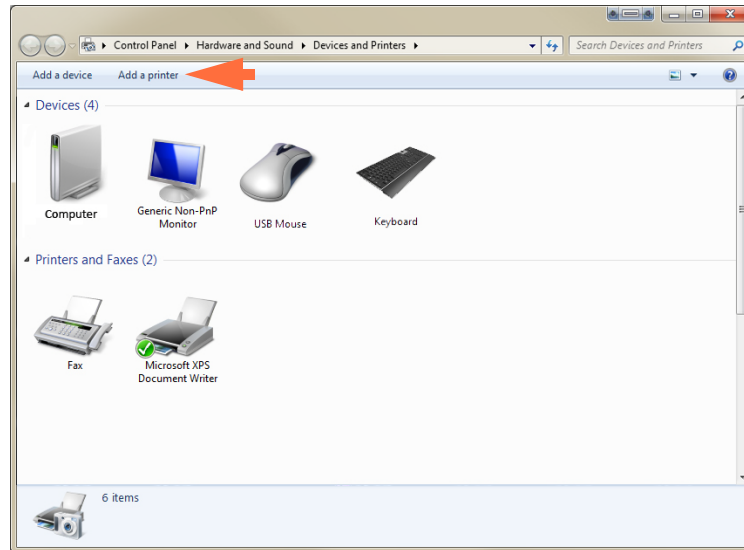 Control Panel ▸ Hardware and Sound ▸ Devices and Printers ▸
Search Devices and Printers
Add a device Add a printer
Devices (4)
Computer
Generic Non-PnP
Monitor
USB Mouse
Keyboard
Printers and Faxes (2)
Fax
Microsoft XPS
Document Writer
6 items